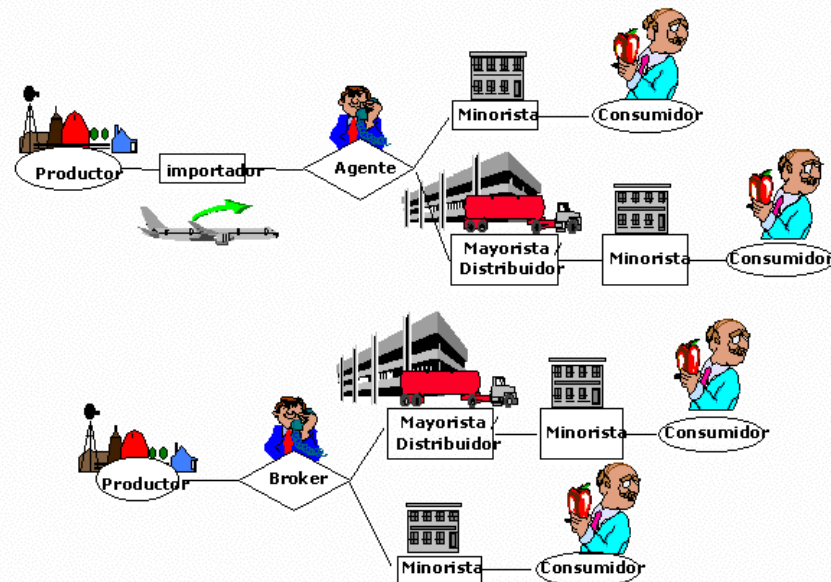 Minorista
Consumidor
Productor
importador
Agente
Mayorista
Distribuidor
Minorista
Consumidor
Mayorista
Distribuidor
Minorista
Consumidor
Productor
Broker
Minorista
Consumidor